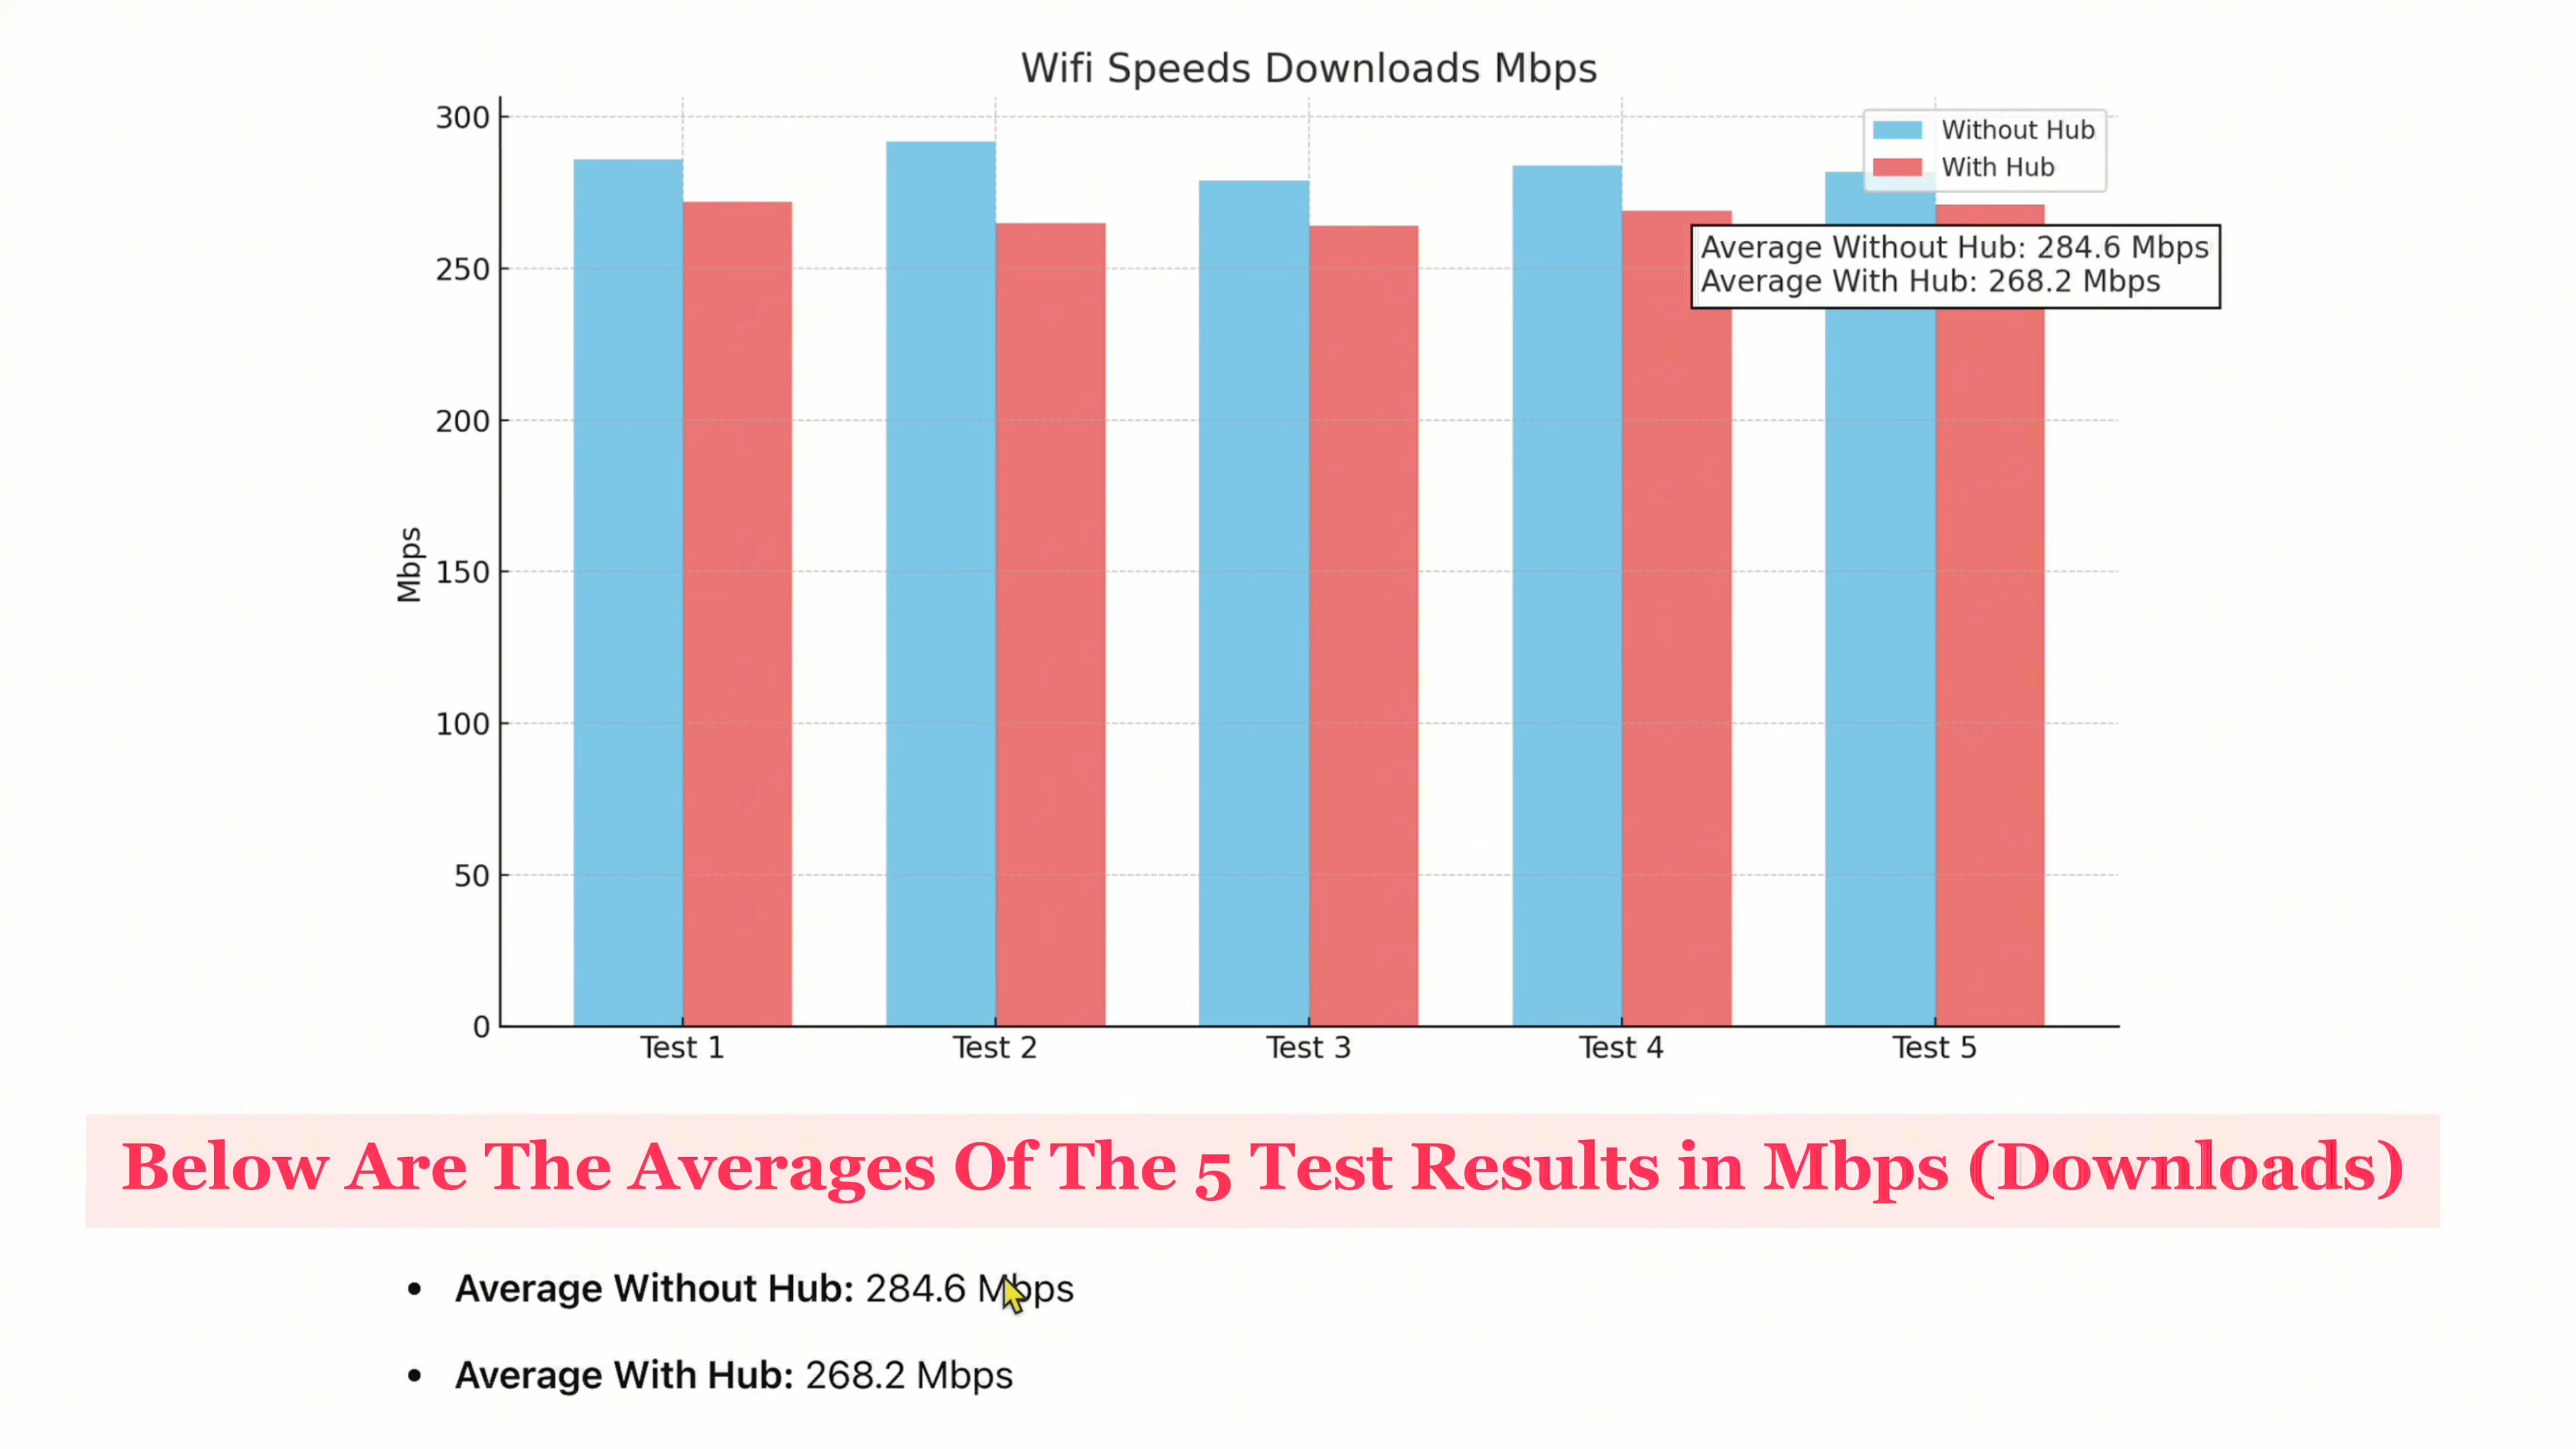 Wifi Speeds Downloads Mbps
300
250
200
150
100
50
0
Mbps
Without Hub
With Hub
Average Without Hub: 284.6 Mbps
Average With Hub: 268.2 Mbps
Test 1
Test 2
Test 3
Test 4
Test 5
Below Are The Averages Of The 5 Test Results in Mbps (Downloads)
• Average Without Hub: 284.6 Mbps
• Average With Hub: 268.2 Mbps